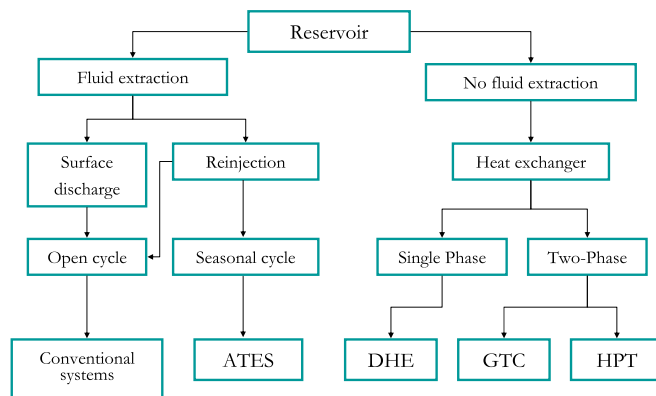 Reservoir
Fluid extraction
No fluid extraction
Surface
discharge
Reinjection
Heat exchanger
Open cycle
Seasonal cycle
Single Phase
Two-Phase
Conventional
systems
ATES
DHE
GTC
HPT